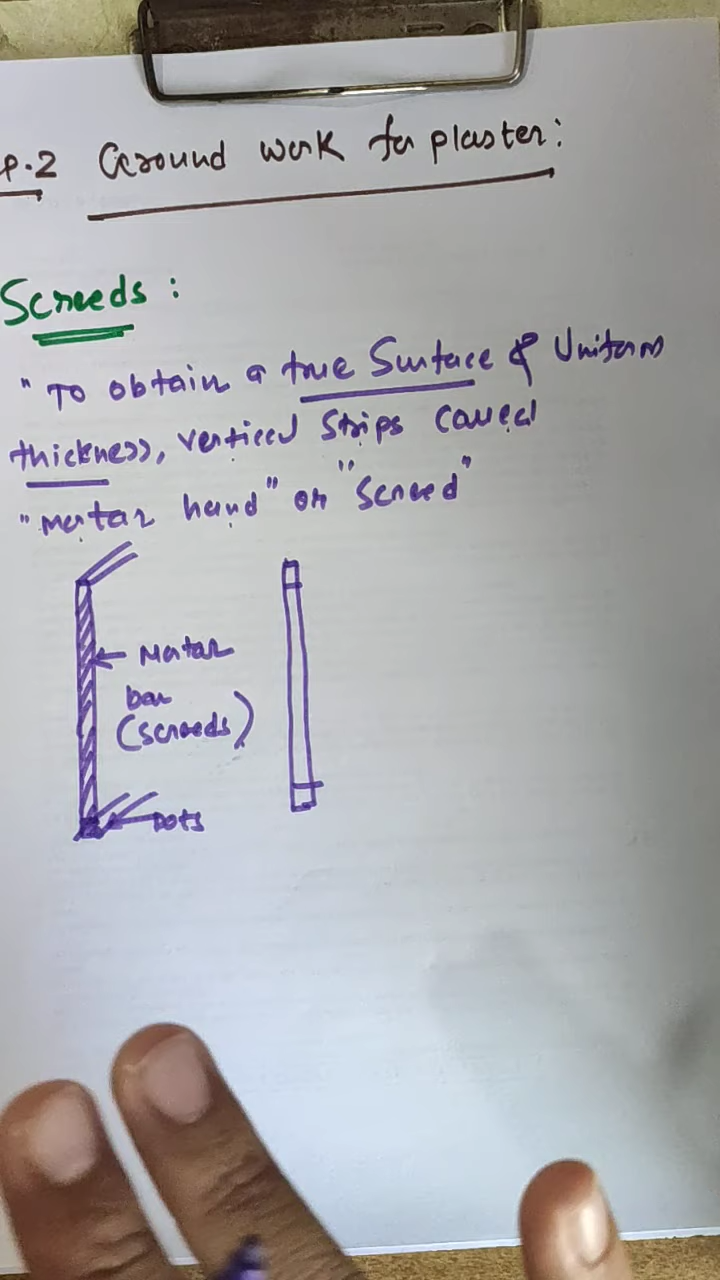 P.2 Ground work for plaster:
Screeds :
"To obtain a true Surface & Uniform
thickness, vertical Strips called
"mortar band" or "Screed"
Mortar
bar
(screeds)
Dots